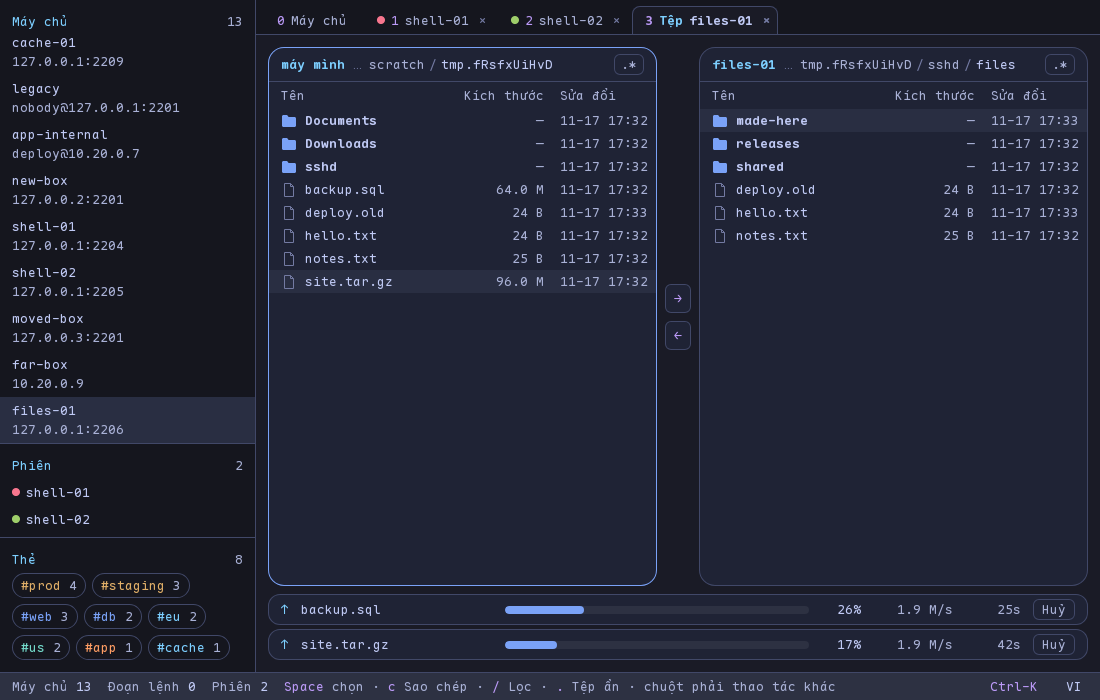 Máy chủ 13
cache-01
127.0.0.1:2209
legacy
nobody@127.0.0.1:2201
app-internal
deploy@10.20.0.7
new-box
127.0.0.2:2201
shell-01
127.0.0.1:2204
shell-02
127.0.0.1:2205
moved-box
127.0.0.3:2201
far-box
10.20.0.9
files-01
127.0.0.1:2206
Phiên 2
shell-01
shell-02
Thẻ 8
#prod 4 #staging 3
#web 3 #db 2 #eu 2
#us 2 #app 1 #cache 1
0 Máy chủ 1 shell-01 × 2 shell-02 × 3 Tệp files-01 ×
máy mình … scratch / tmp.fRsfxUiHvD .*
Tên Kích thước Sửa đổi
Documents — 11-17 17:32
Downloads — 11-17 17:32
sshd — 11-17 17:32
backup.sql 64.0 M 11-17 17:32
deploy.old 24 B 11-17 17:33
hello.txt 24 B 11-17 17:32
notes.txt 25 B 11-17 17:32
site.tar.gz 96.0 M 11-17 17:32
→
←
files-01 … tmp.fRsfxUiHvD / sshd / files .*
Tên Kích thước Sửa đổi
made-here — 11-17 17:33
releases — 11-17 17:32
shared — 11-17 17:32
deploy.old 24 B 11-17 17:32
hello.txt 24 B 11-17 17:33
notes.txt 25 B 11-17 17:32
↑ backup.sql 26% 1.9 M/s 25s Huỷ
↑ site.tar.gz 17% 1.9 M/s 42s Huỷ
Máy chủ 13 Đoạn lệnh 0 Phiên 2 Space chọn · c Sao chép · / Lọc · . Tệp ẩn · chuột phải thao tác khác Ctrl-K VI